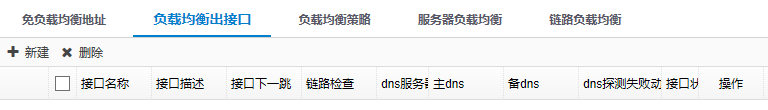 免负载均衡地址 负载均衡出接口 负载均衡策略 服务器负载均衡 链路负载均衡
新建 删除
接口名称 接口描述 接口下一跳 链路检查 dns服务器 主dns 备dns dns探测失败动 接口状 操作